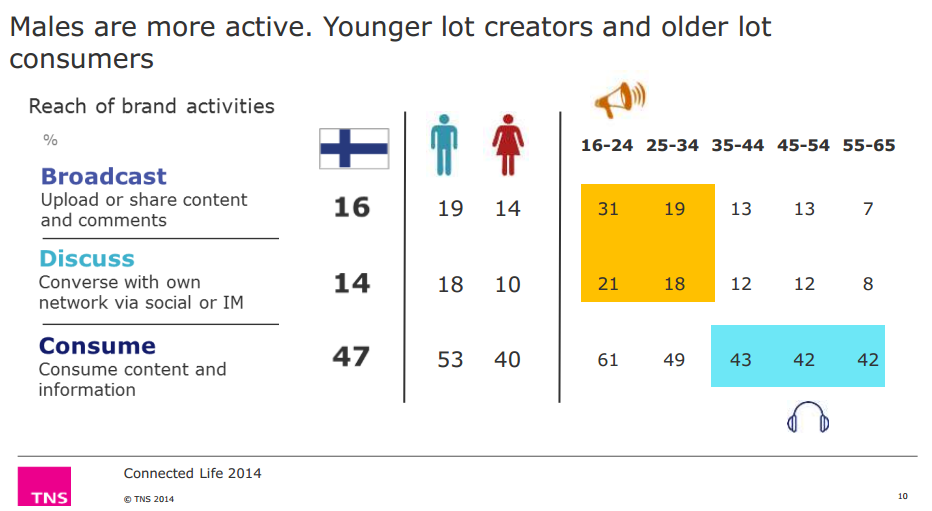 Males are more active. Younger lot creators and older lot
consumers
Reach of brand activities
%
16-24 25-34 35-44 45-54 55-65
Broadcast
Upload or share content
and comments
16 19 14 31 19 13 13 7
Discuss
Converse with own
network via social or IM
14 18 10 21 18 12 12 8
Consume
Consume content and
information
47 53 40 61 49 43 42 42
TNS
Connected Life 2014
© TNS 2014
10